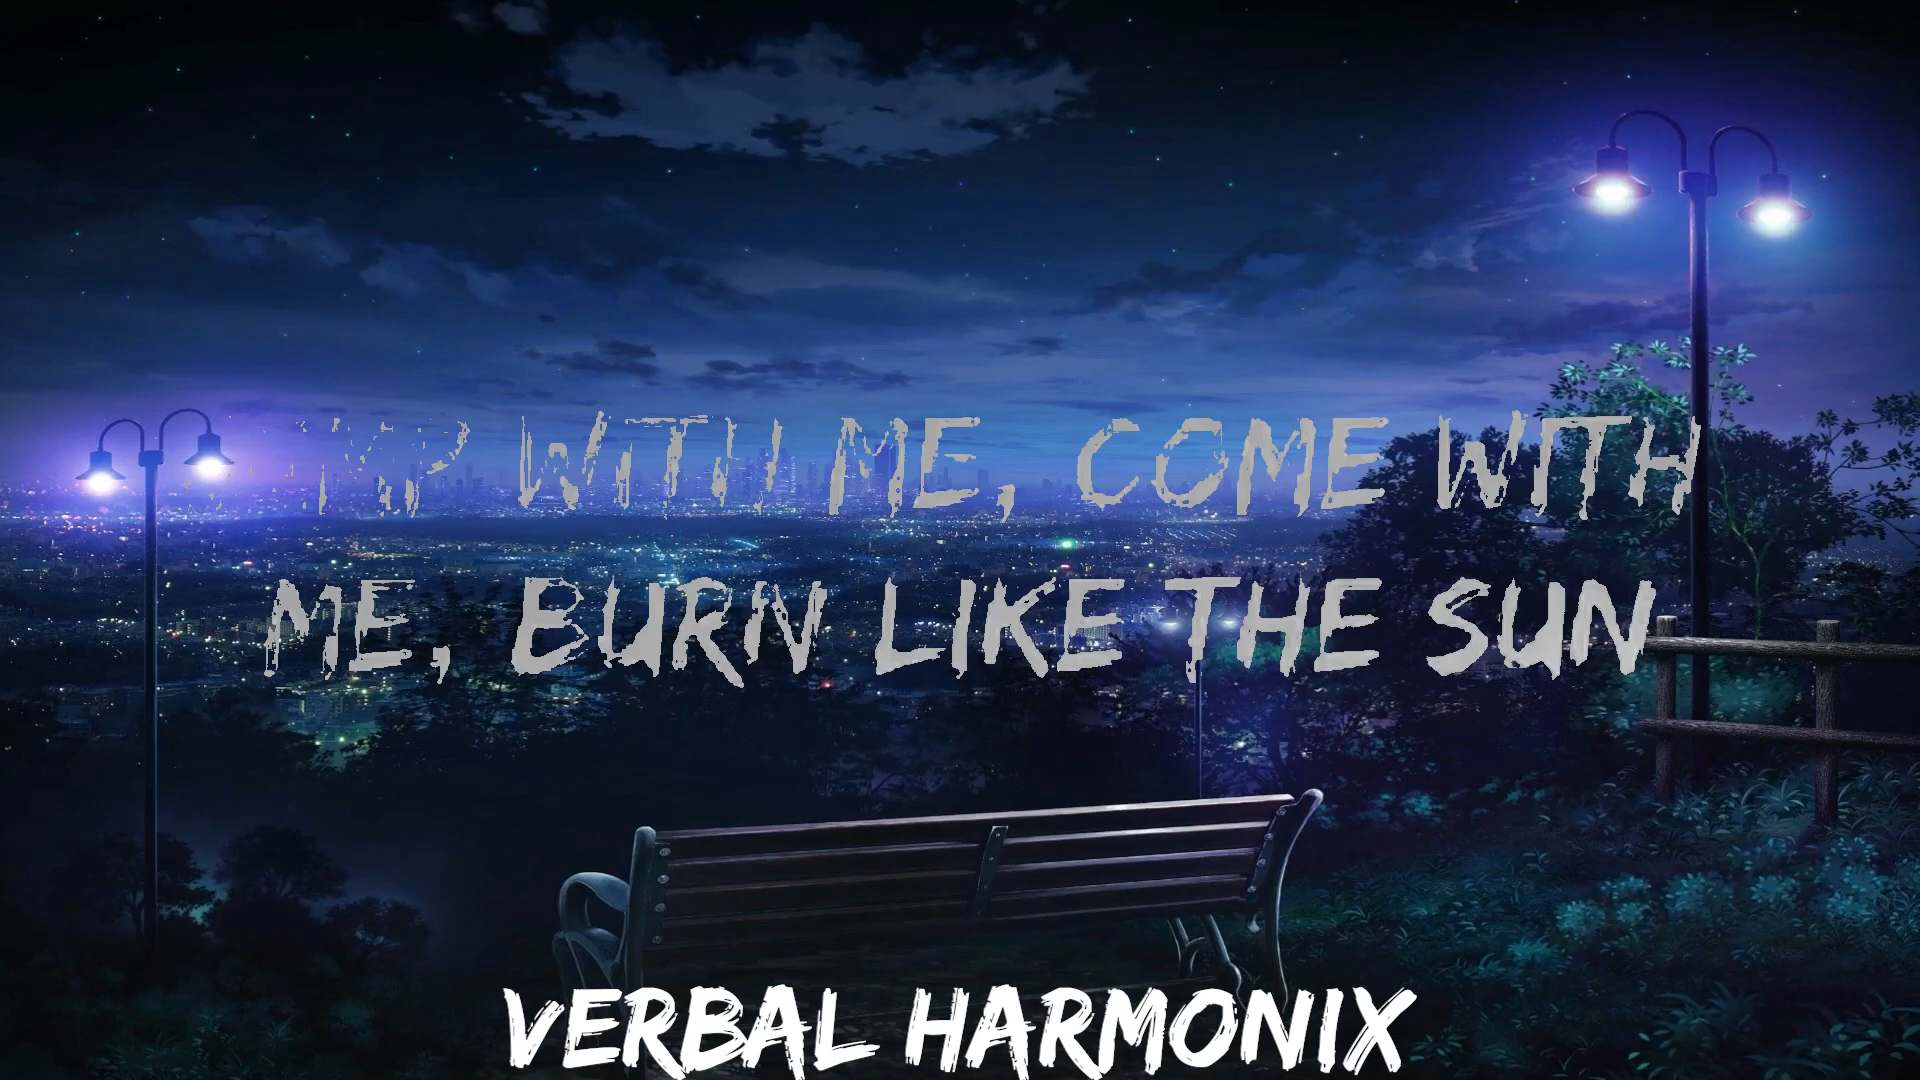 WITH ME, COME WITH
ME, BURN LIKE THE SUN
VERBAL HARMONIX